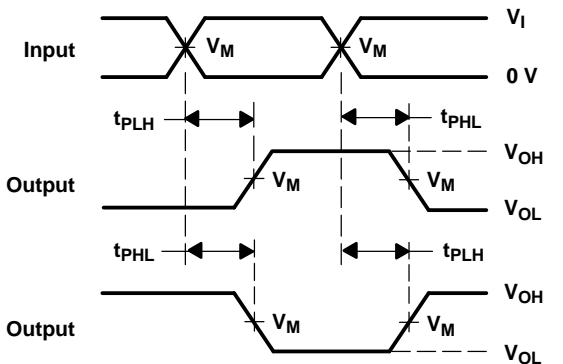 V_I
Input
V_M
V_M
0 V
t_PLH
t_PHL
V_OH
Output
V_M
V_M
V_OL
t_PHL
t_PLH
V_OH
Output
V_M
V_M
V_OL